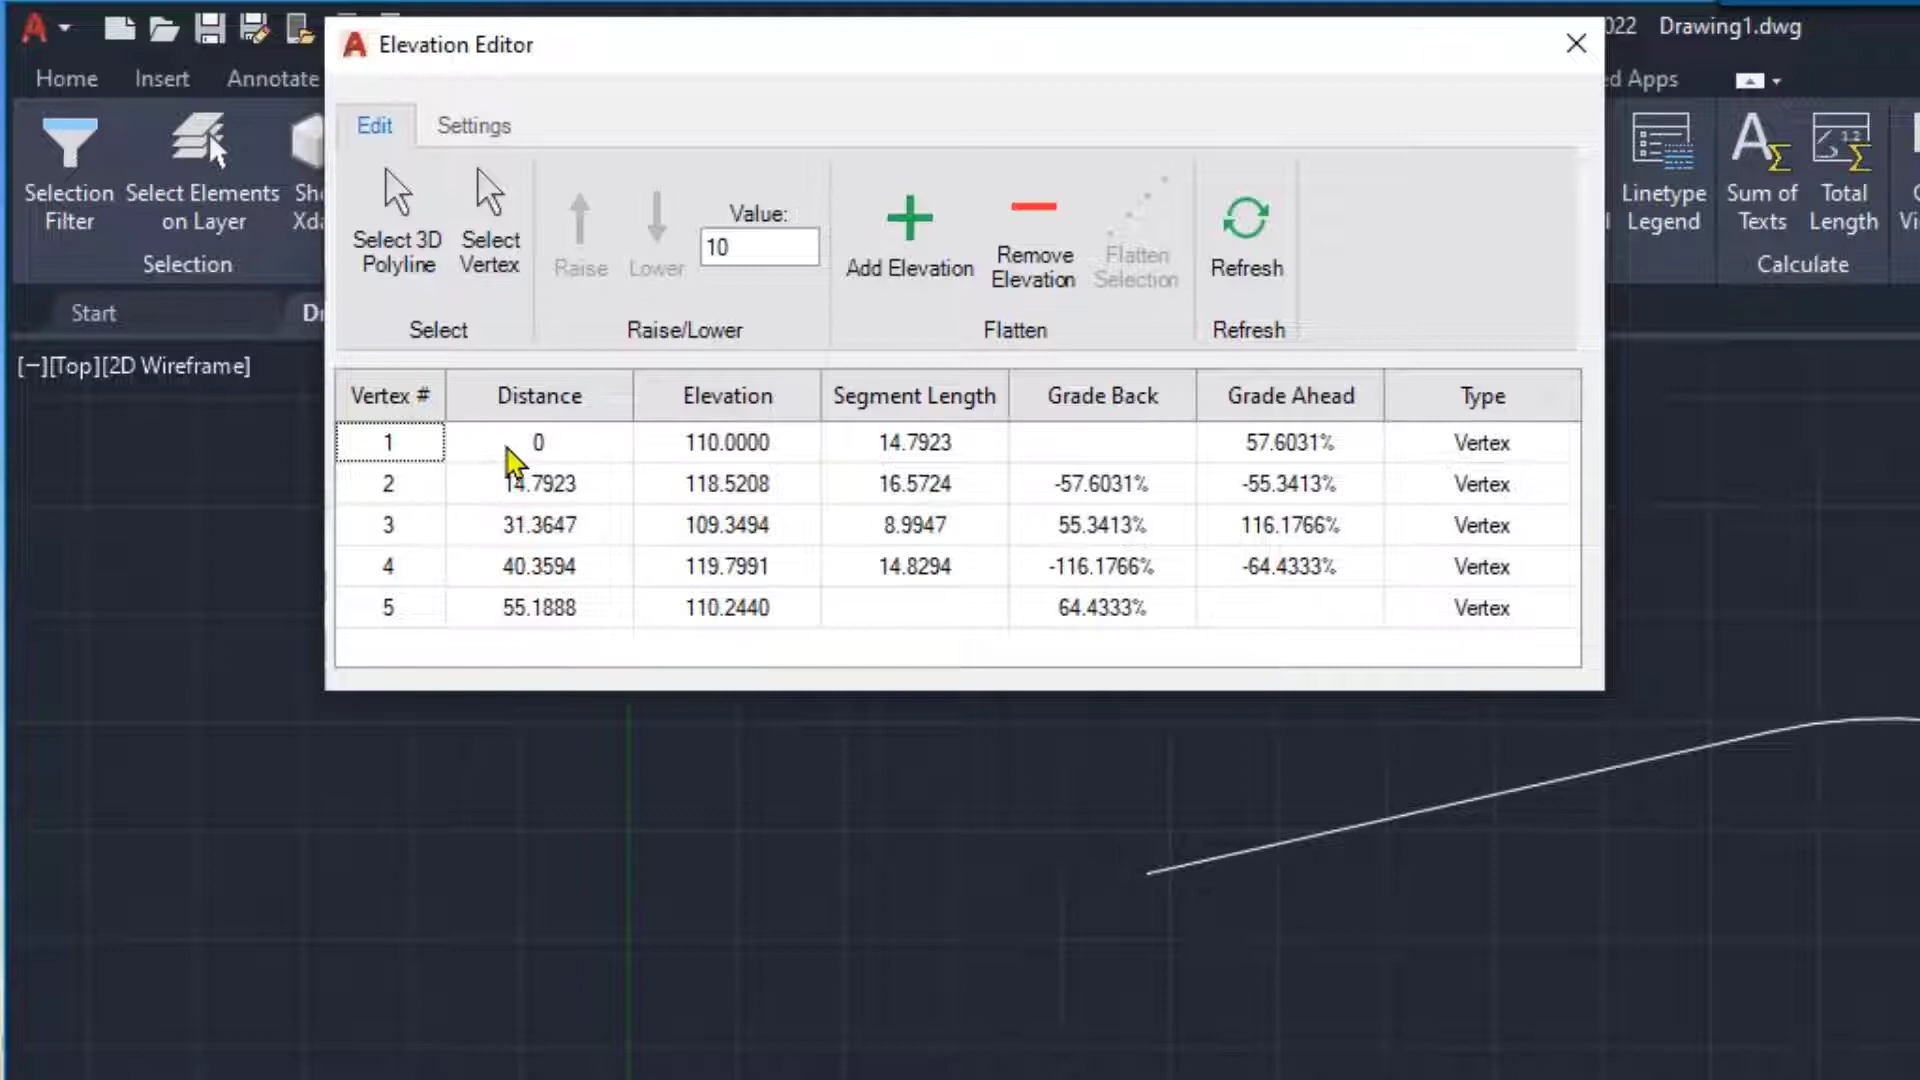 022 Drawing1.dwg
Elevation Editor
Home Insert Annotate
d Apps
Edit Settings
Selection Filter
Select Elements on Layer
Selection
Select 3D Polyline
Select Vertex
Select
Raise
Lower
Value:
10
Raise/Lower
Add Elevation
Remove Elevation
Flatten Selection
Flatten
Refresh
Refresh
Linetype Legend
Sum of Texts
Total Length
Calculate
Start
[−][Top][2D Wireframe]
Vertex # Distance Elevation Segment Length Grade Back Grade Ahead Type
1 0 110.0000 14.7923 57.6031% Vertex
2 14.7923 118.5208 16.5724 -57.6031% -55.3413% Vertex
3 31.3647 109.3494 8.9947 55.3413% 116.1766% Vertex
4 40.3594 119.7991 14.8294 -116.1766% -64.4333% Vertex
5 55.1888 110.2440 64.4333% Vertex